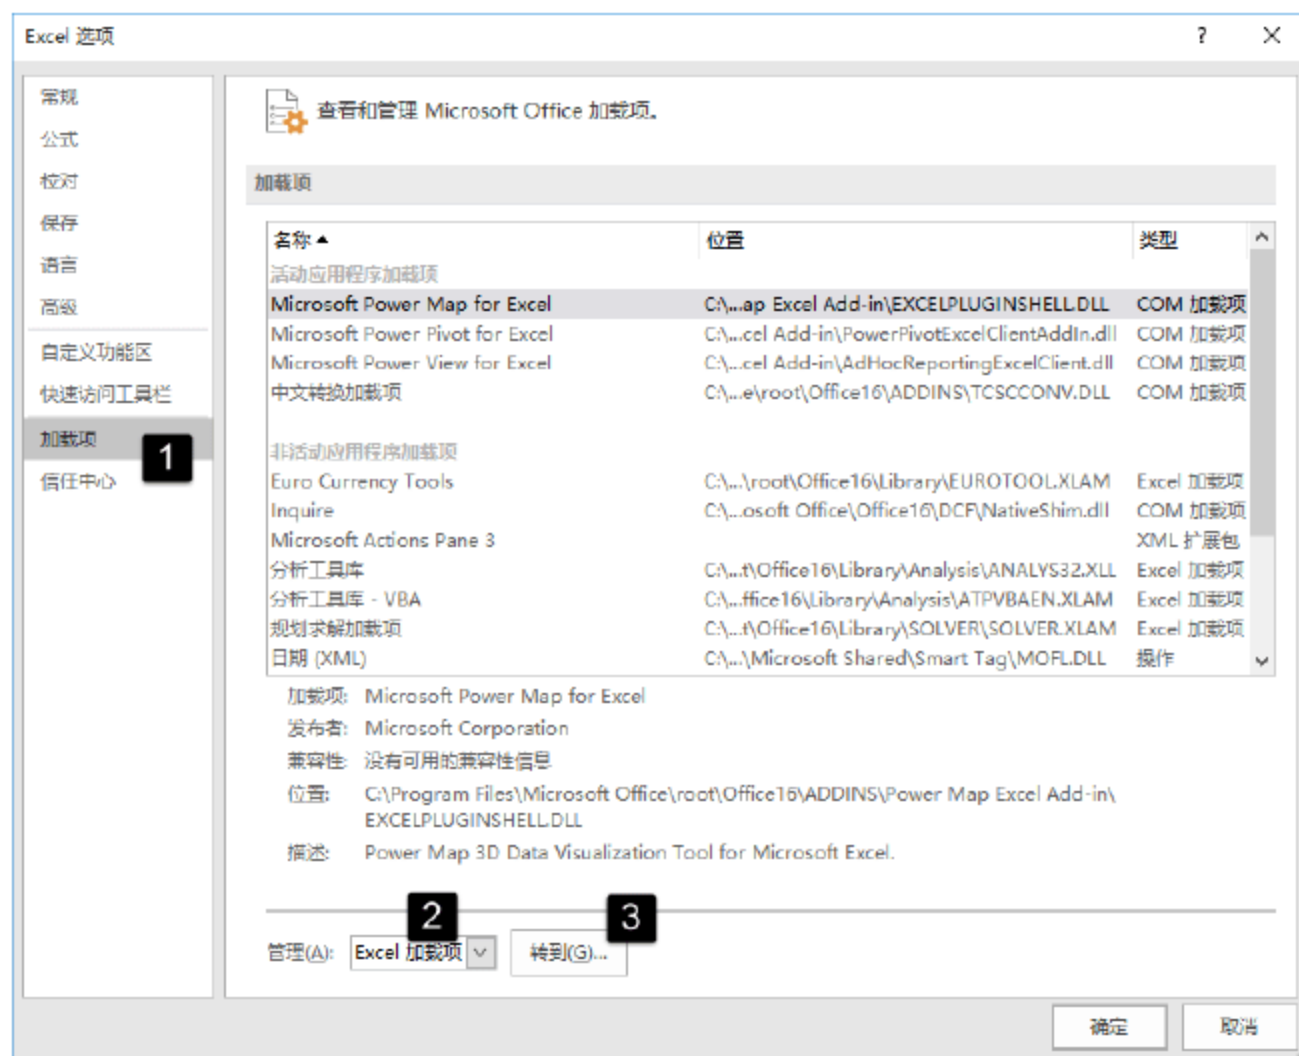 Excel 选项
? ×
常规
公式
校对
保存
语言
高级
自定义功能区
快速访问工具栏
加载项
1
信任中心
查看和管理 Microsoft Office 加载项。
加载项
名称 位置 类型
活动应用程序加载项
Microsoft Power Map for Excel C:\...ap Excel Add-in\EXCELPLUGINSHELL.DLL COM 加载项
Microsoft Power Pivot for Excel C:\...cel Add-in\PowerPivotExcelClientAddIn.dll COM 加载项
Microsoft Power View for Excel C:\...cel Add-in\AdHocReportingExcelClient.dll COM 加载项
中文转换加载项 C:\...e\root\Office16\ADDINS\TCSCCONV.DLL COM 加载项
非活动应用程序加载项
Euro Currency Tools C:\...\root\Office16\Library\EUROTOOL.XLAM Excel 加载项
Inquire C:\...osoft Office\Office16\DCF\NativeShim.dll COM 加载项
Microsoft Actions Pane 3 XML 扩展包
分析工具库 C:\...t\Office16\Library\Analysis\ANALYS32.XLL Excel 加载项
分析工具库 - VBA C:\...ffice16\Library\Analysis\ATPVBAEN.XLAM Excel 加载项
规划求解加载项 C:\...t\Office16\Library\SOLVER\SOLVER.XLAM Excel 加载项
日期 (XML) C:\...\Microsoft Shared\Smart Tag\MOFL.DLL 操作
加载项: Microsoft Power Map for Excel
发布者: Microsoft Corporation
兼容性: 没有可用的兼容性信息
位置: C:\Program Files\Microsoft Office\root\Office16\ADDINS\Power Map Excel Add-in\
EXCELPLUGINSHELL.DLL
描述: Power Map 3D Data Visualization Tool for Microsoft Excel.
2 3
管理(A): Excel 加载项 转到(G)...
确定 取消